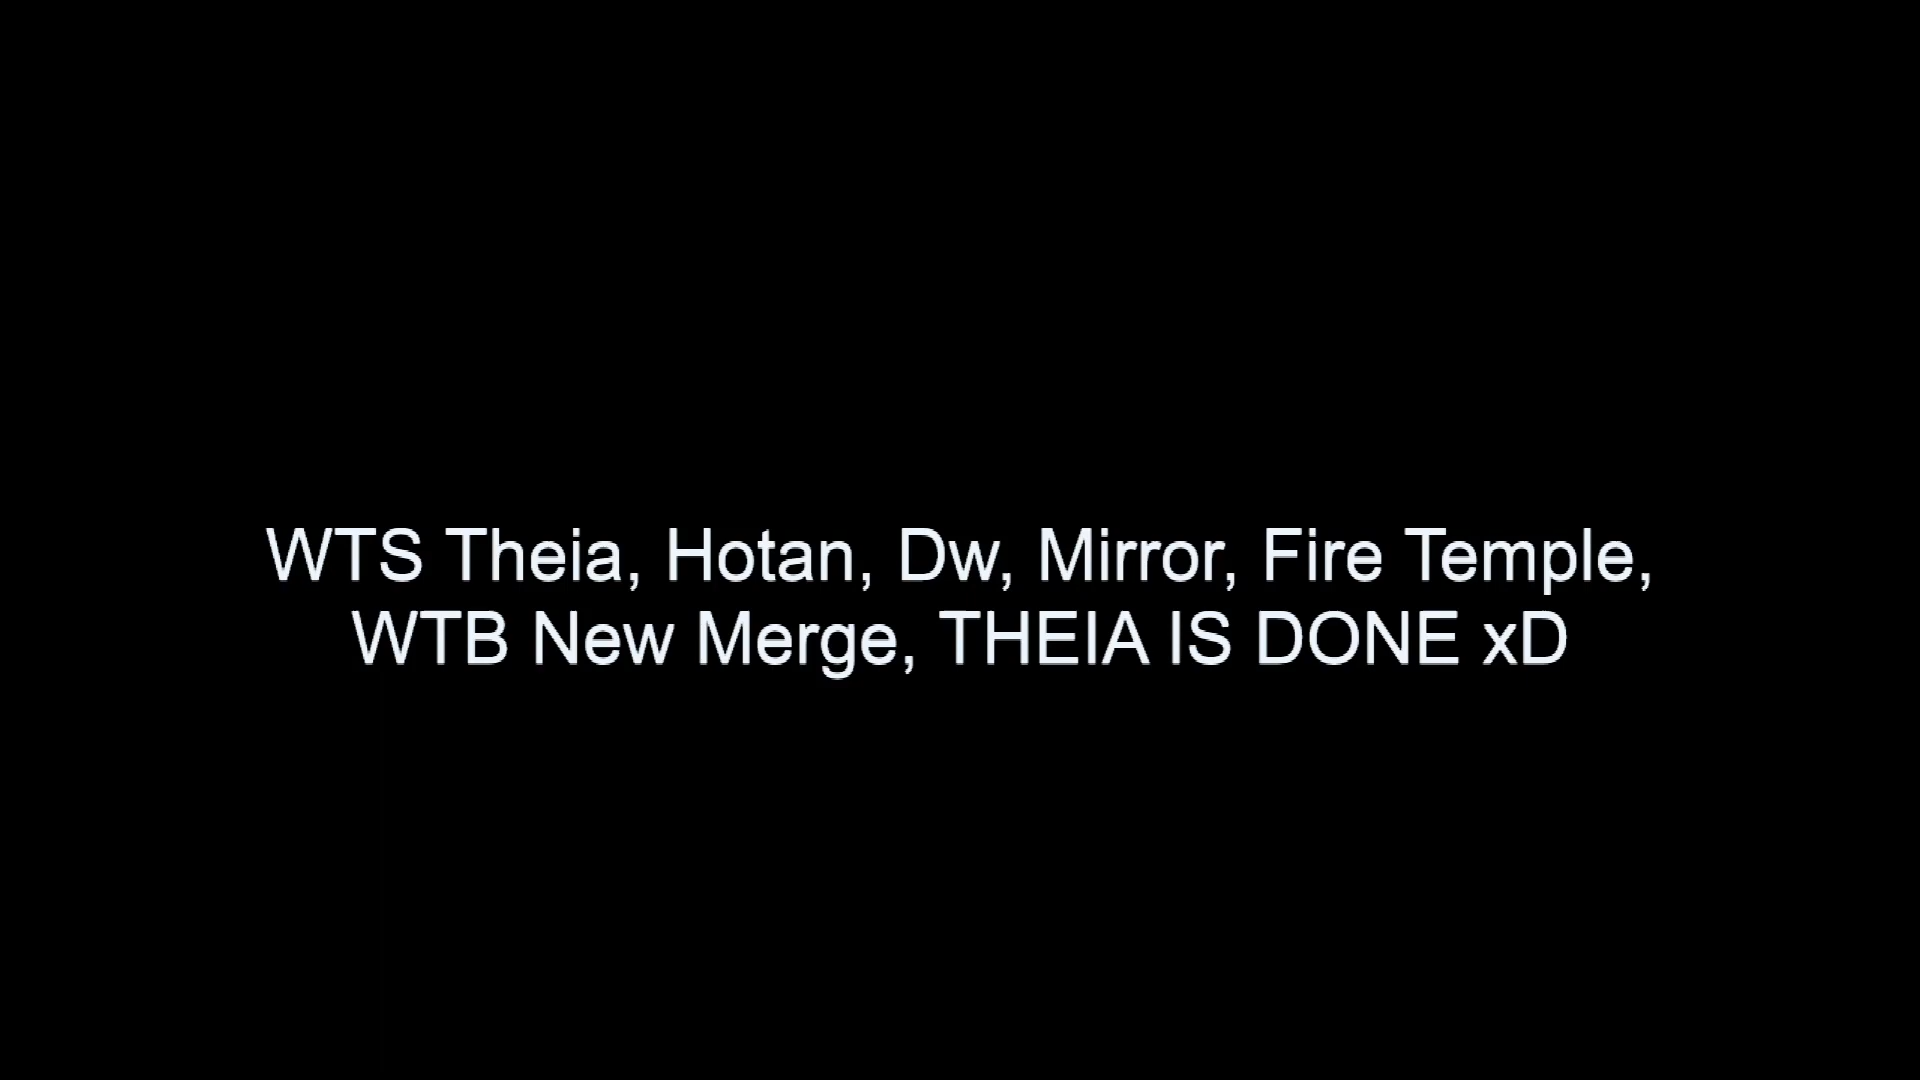 WTS Theia, Hotan, Dw, Mirror, Fire Temple,
WTB New Merge, THEIA IS DONE xD